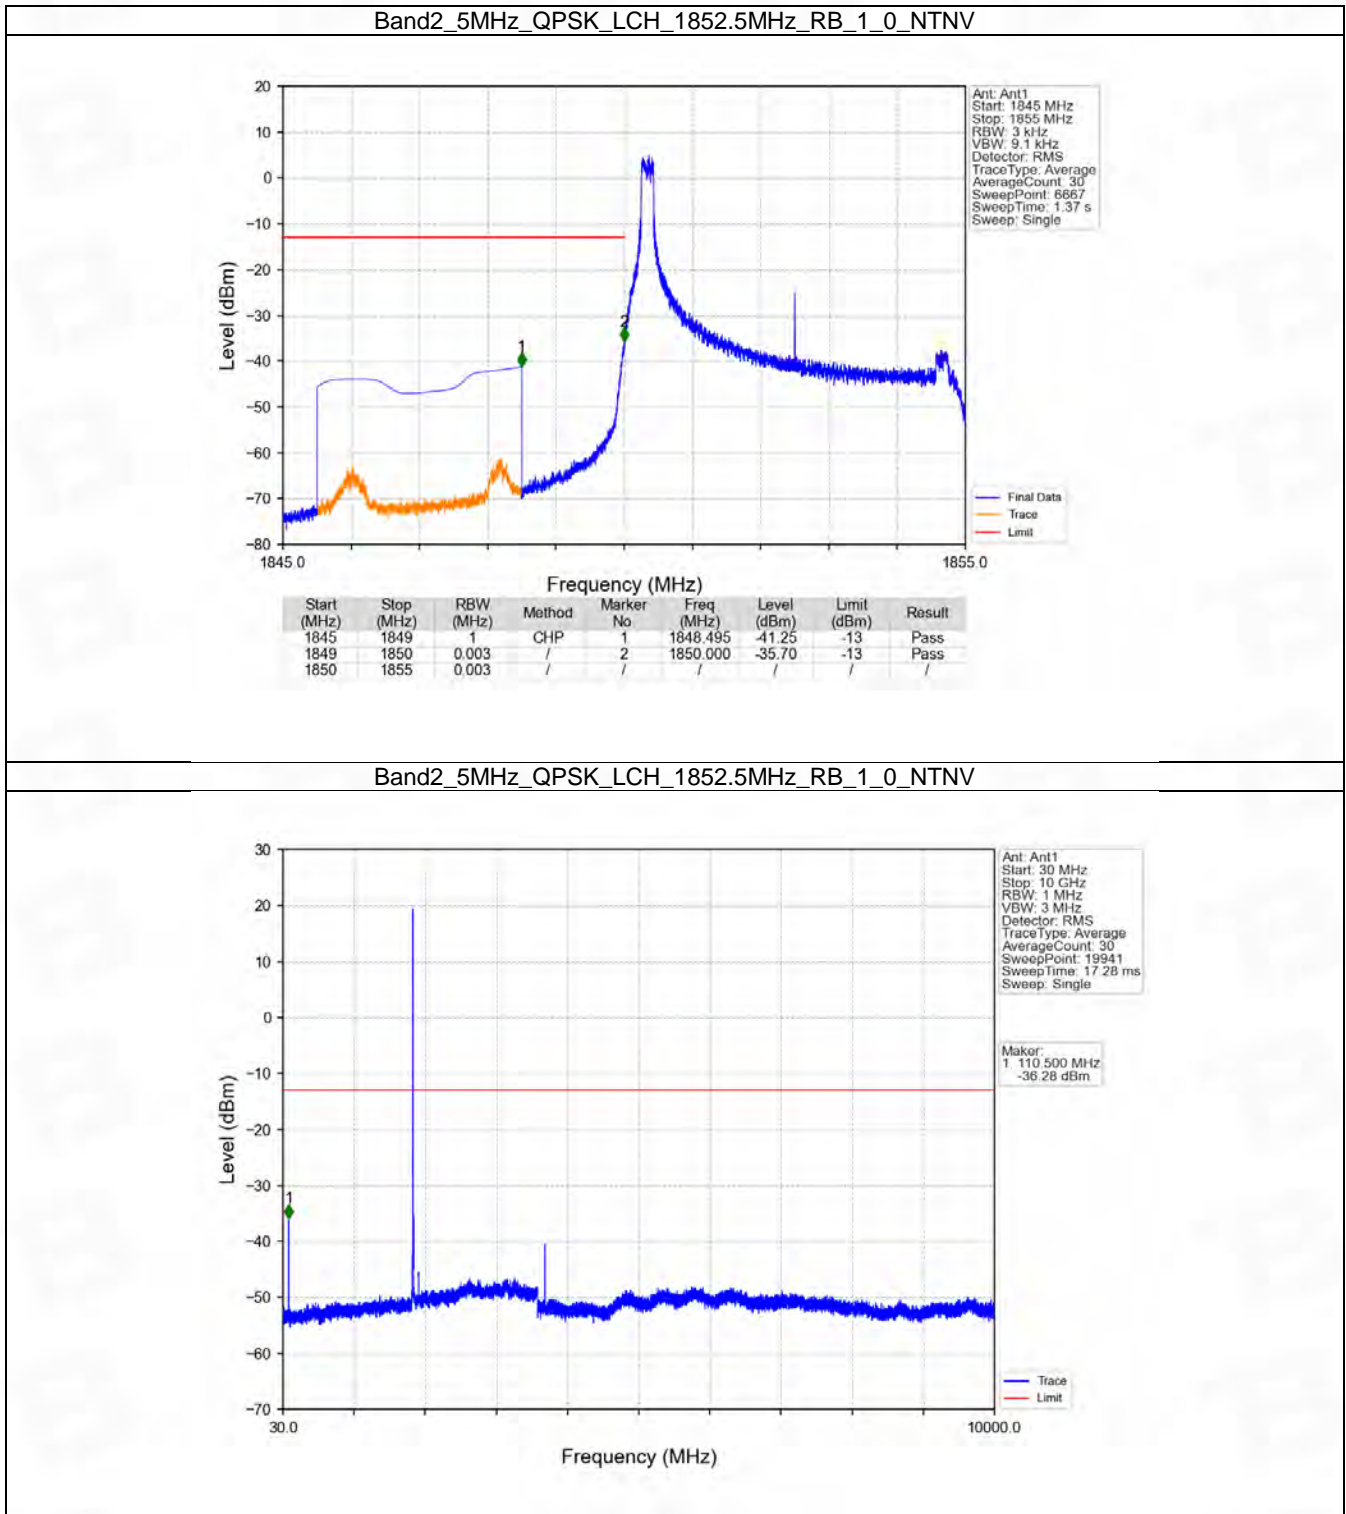 Band2_5MHz_QPSK_LCH_1852.5MHz_RB_1_0_NTNV
Ant: Ant1
Start: 1845 MHz
Stop: 1855 MHz
RBW: 3 kHz
VBW: 9.1 kHz
Detector: RMS
TraceType: Average
AverageCount: 30
SweepPoint: 6667
SweepTime: 1.37 s
Sweep: Single
20
10
0
−10
−20
−30
−40
−50
−60
−70
−80
Level (dBm)
1
2
Final Data
Trace
Limit
1845.0 1855.0
Frequency (MHz)
Start (MHz) Stop (MHz) RBW (MHz) Method Marker No Freq (MHz) Level (dBm) Limit (dBm) Result
1845 1849 1 CHP 1 1848.495 -41.25 -13 Pass
1849 1850 0.003 / 2 1850.000 -35.70 -13 Pass
1850 1855 0.003 / / / / / /
Band2_5MHz_QPSK_LCH_1852.5MHz_RB_1_0_NTNV
Ant: Ant1
Start: 30 MHz
Stop: 10 GHz
RBW: 1 MHz
VBW: 3 MHz
Detector: RMS
TraceType: Average
AverageCount: 30
SweepPoint: 19941
SweepTime: 17.28 ms
Sweep: Single
Maker:
1 110.500 MHz
-36.28 dBm
30
20
10
0
−10
−20
−30
−40
−50
−60
−70
Level (dBm)
1
Trace
Limit
30.0 10000.0
Frequency (MHz)